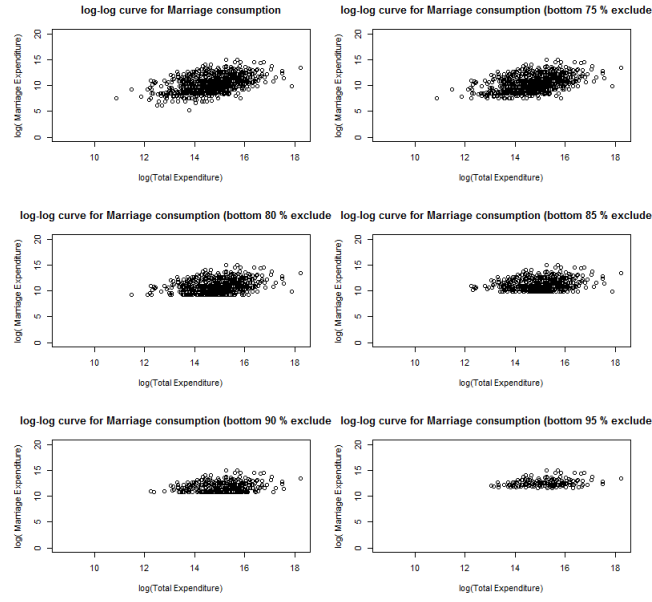 log-log curve for Marriage consumption
log( Marriage Expenditure)
20
15
10
5
0
10 12 14 16 18
log(Total Expenditure)
log-log curve for Marriage consumption (bottom 75 % exclude
log( Marriage Expenditure)
20
15
10
5
0
10 12 14 16 18
log(Total Expenditure)
log-log curve for Marriage consumption (bottom 80 % exclude
log( Marriage Expenditure)
20
15
10
5
0
10 12 14 16 18
log(Total Expenditure)
log-log curve for Marriage consumption (bottom 85 % exclude
log( Marriage Expenditure)
20
15
10
5
0
10 12 14 16 18
log(Total Expenditure)
log-log curve for Marriage consumption (bottom 90 % exclude
log( Marriage Expenditure)
20
15
10
5
0
10 12 14 16 18
log(Total Expenditure)
log-log curve for Marriage consumption (bottom 95 % exclude
log( Marriage Expenditure)
20
15
10
5
0
10 12 14 16 18
log(Total Expenditure)